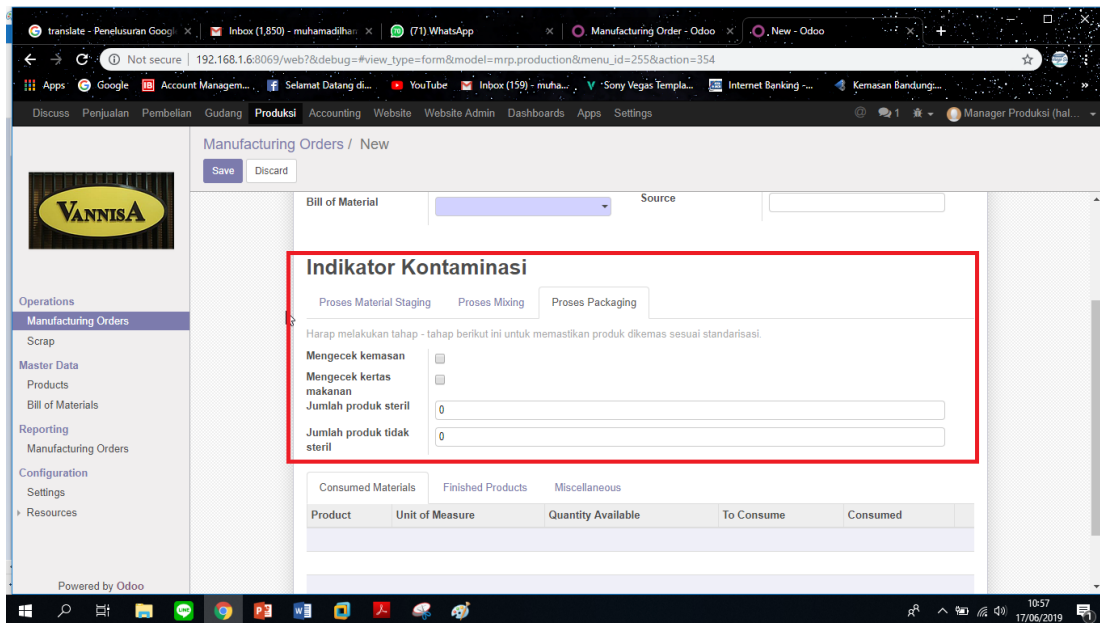 translate - Penelusuran Googl
Inbox (1,850) - muhamadilhan
(71) WhatsApp
Manufacturing Order - Odoo
New - Odoo
Not secure | 192.168.1.6:8069/web?&debug=#view_type=form&model=mrp.production&menu_id=255&action=354
Apps Google Account Managem... Selamat Datang di... YouTube Inbox (159) - muha... Sony Vegas Templa... Internet Banking -... Kemasan Bandung:... »
Discuss Penjualan Pembelian Gudang Produksi Accounting Website Website Admin Dashboards Apps Settings @ 1 Manager Produksi (hal...
Manufacturing Orders / New
Save Discard
VANNISA
Operations
Manufacturing Orders
Scrap
Master Data
Products
Bill of Materials
Reporting
Manufacturing Orders
Configuration
Settings
Resources
Powered by Odoo
Bill of Material
Source
Indikator Kontaminasi
Proses Material Staging Proses Mixing Proses Packaging
Harap melakukan tahap - tahap berikut ini untuk memastikan produk dikemas sesuai standarisasi.
Mengecek kemasan
Mengecek kertas
makanan
Jumlah produk steril 0
Jumlah produk tidak 0
steril
Consumed Materials Finished Products Miscellaneous
Product Unit of Measure Quantity Available To Consume Consumed
10:57
17/06/2019